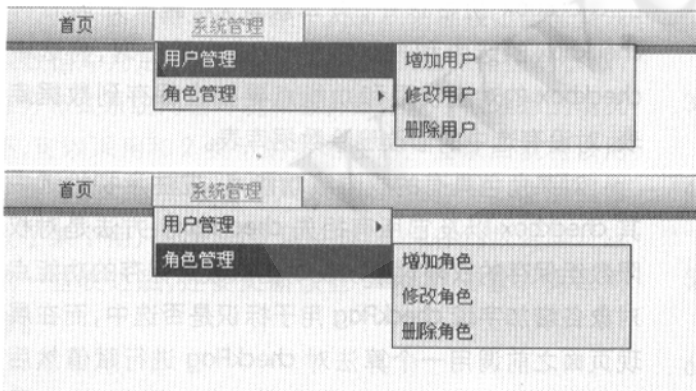 首页 系统管理
用户管理 增加用户
角色管理 修改用户
删除用户
首页 系统管理
用户管理
角色管理 增加角色
修改角色
删除角色